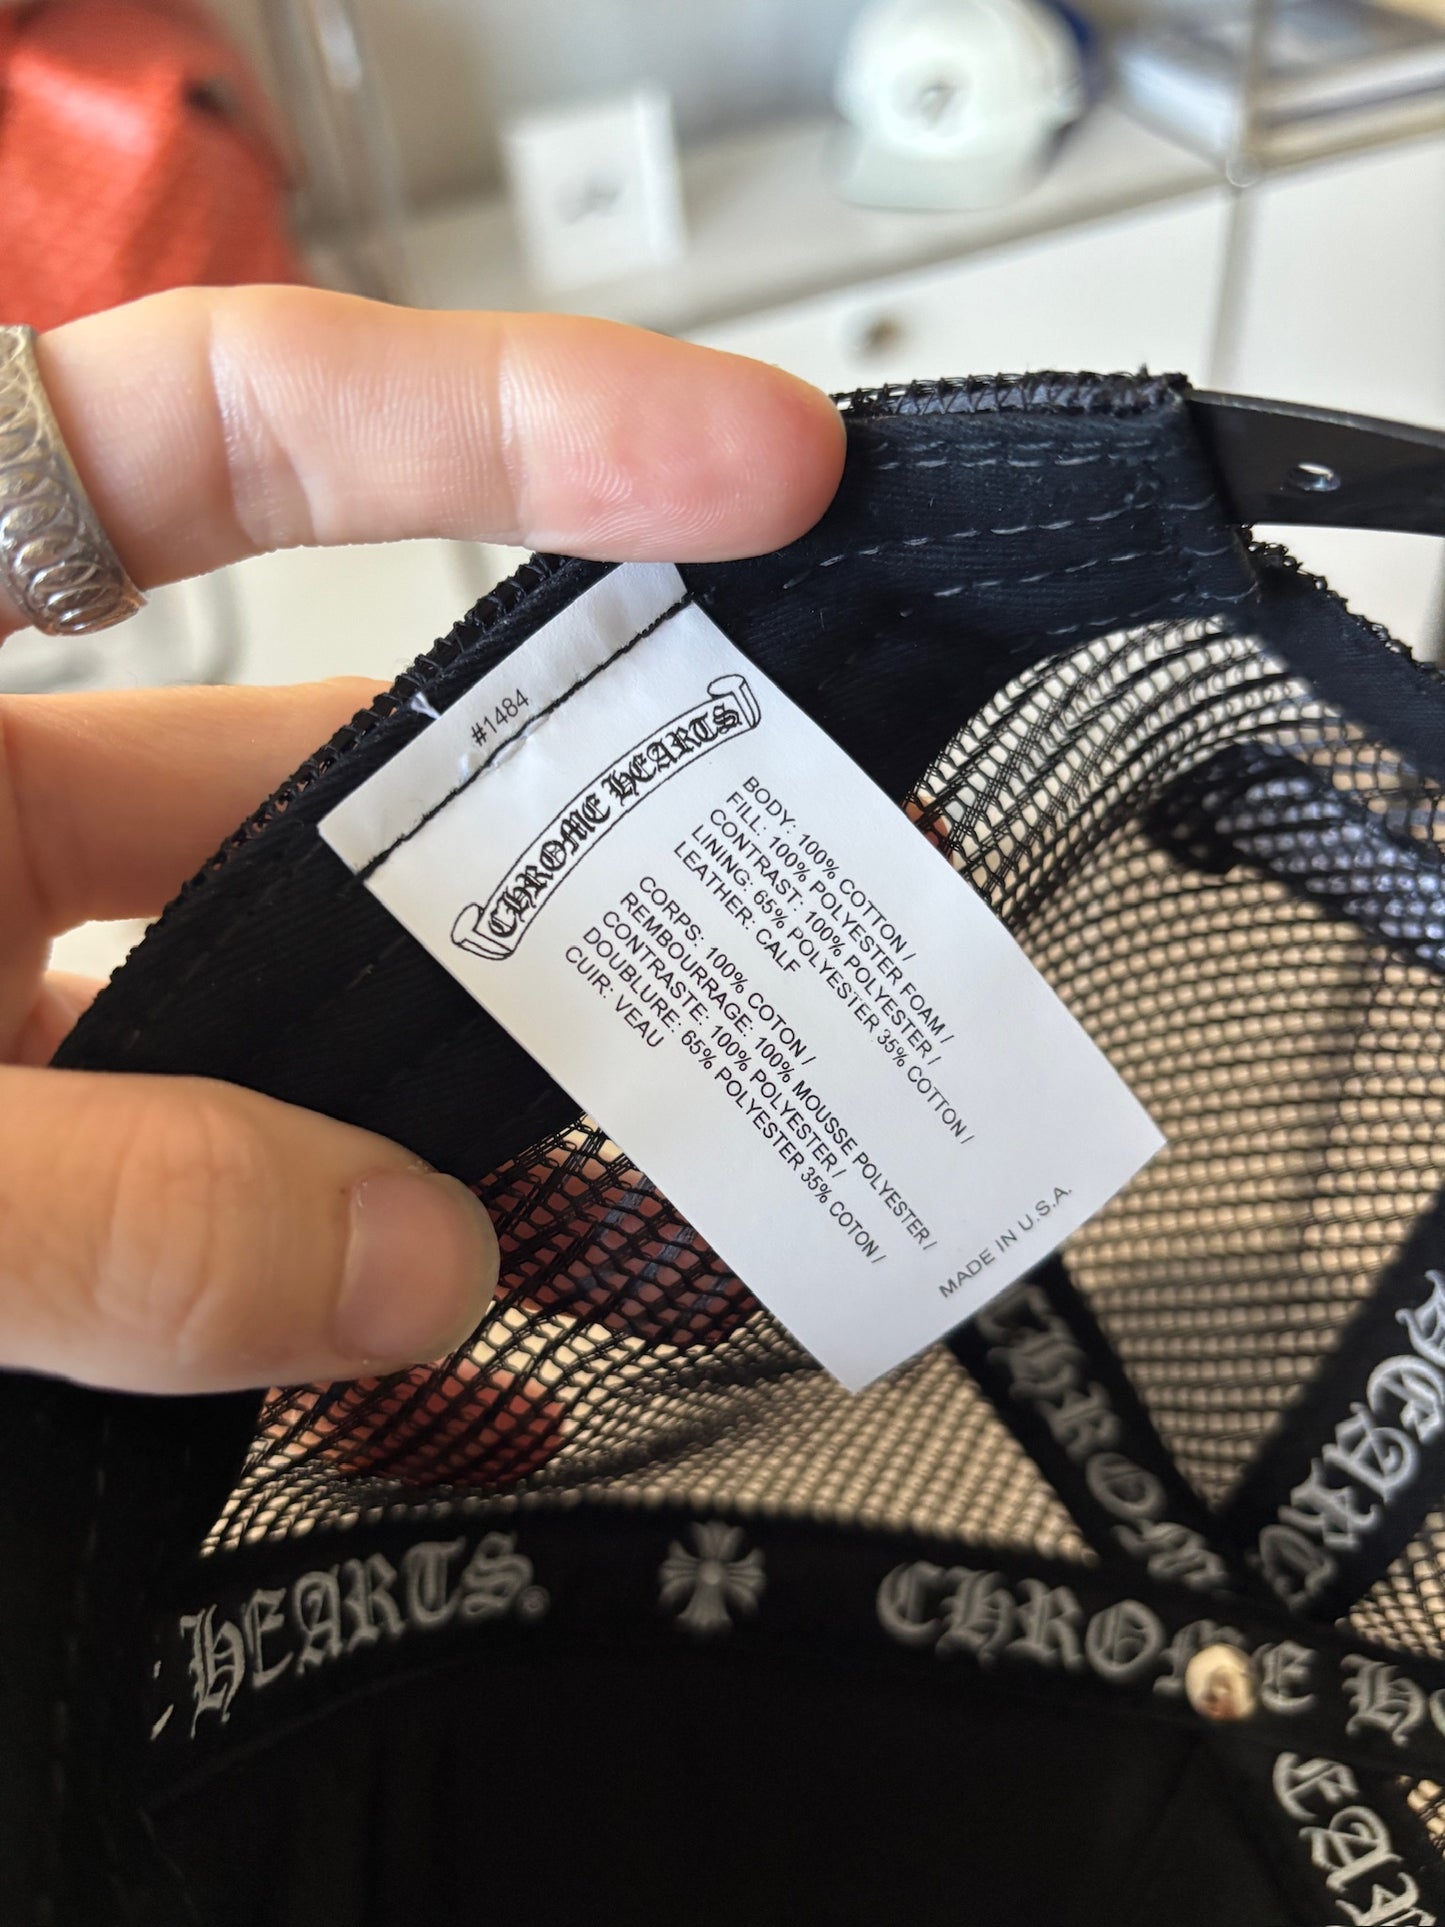 #1484
CHROME HEARTS
BODY: 100% COTTON /
FILL: 100% POLYESTER FOAM /
CONTRAST: 100% POLYESTER /
LINING: 65% POLYESTER 35% COTTON /
LEATHER: CALF
CORPS: 100% COTON /
REMBOURRAGE: 100% MOUSSE POLYESTER /
CONTRASTE: 100% POLYESTER /
DOUBLURE: 65% POLYESTER 35% COTON /
CUIR: VEAU
MADE IN U.S.A.
CHROM
HEARTS® CHROME H